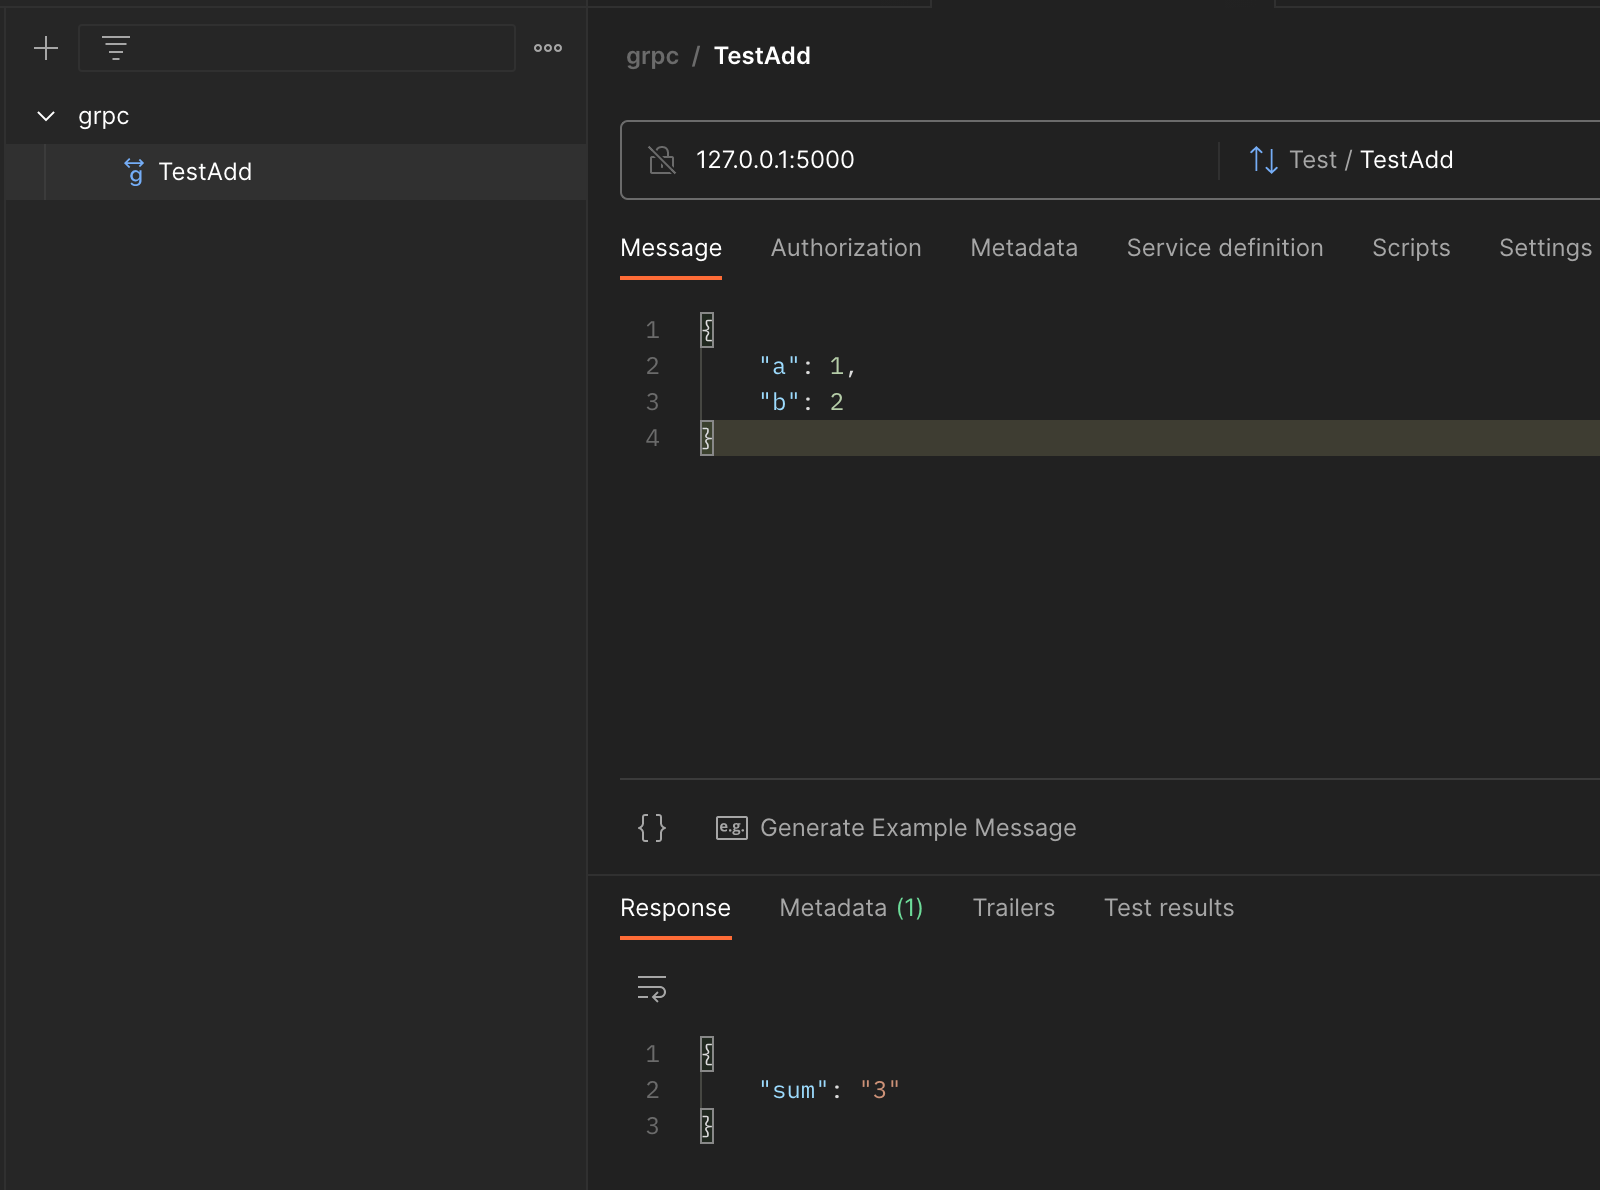 grpc
TestAdd
grpc / TestAdd
127.0.0.1:5000
Test / TestAdd
Message Authorization Metadata Service definition Scripts Settings
1 {
2 "a": 1,
3 "b": 2
4 }
{} e.g. Generate Example Message
Response Metadata (1) Trailers Test results
1 {
2 "sum": "3"
3 }